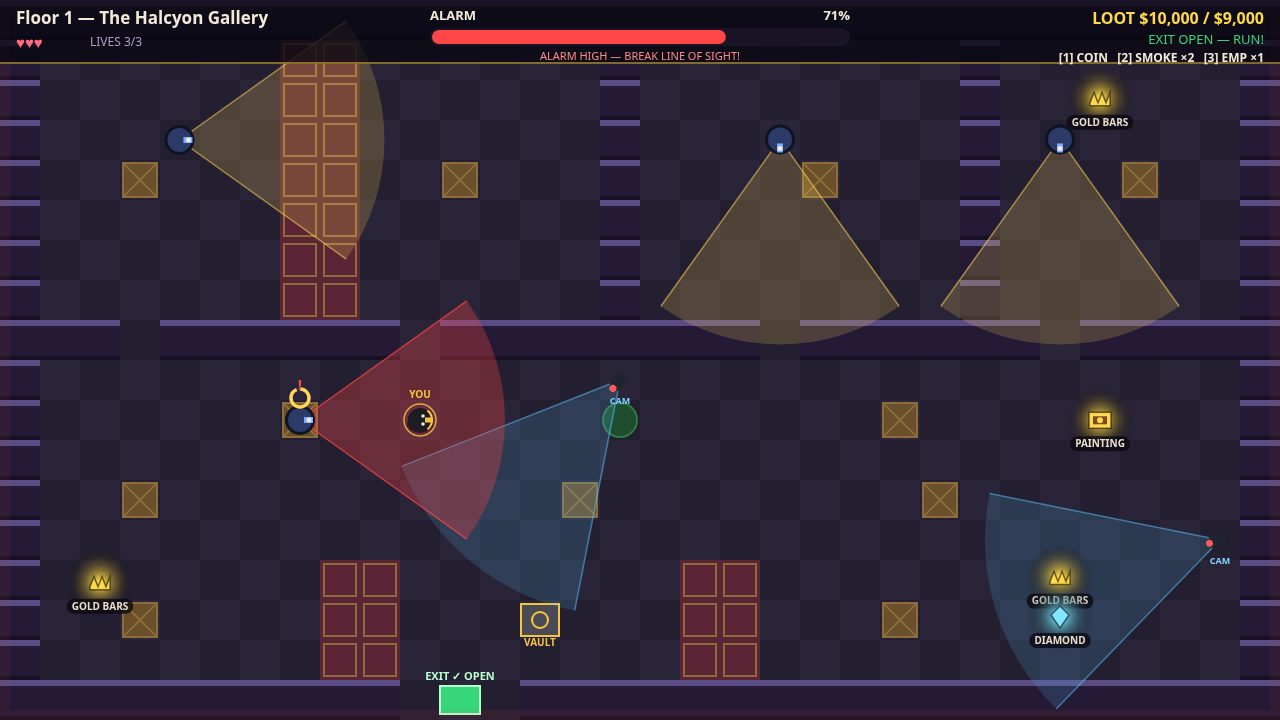 Floor 1 — The Halcyon Gallery
♥♥♥ LIVES 3/3
ALARM 71%
ALARM HIGH — BREAK LINE OF SIGHT!
LOOT $10,000 / $9,000
EXIT OPEN — RUN!
[1] COIN [2] SMOKE ×2 [3] EMP ×1
GOLD BARS
!
YOU
CAM
PAINTING
CAM
GOLD BARS
GOLD BARS
DIAMOND
VAULT
EXIT ✓ OPEN